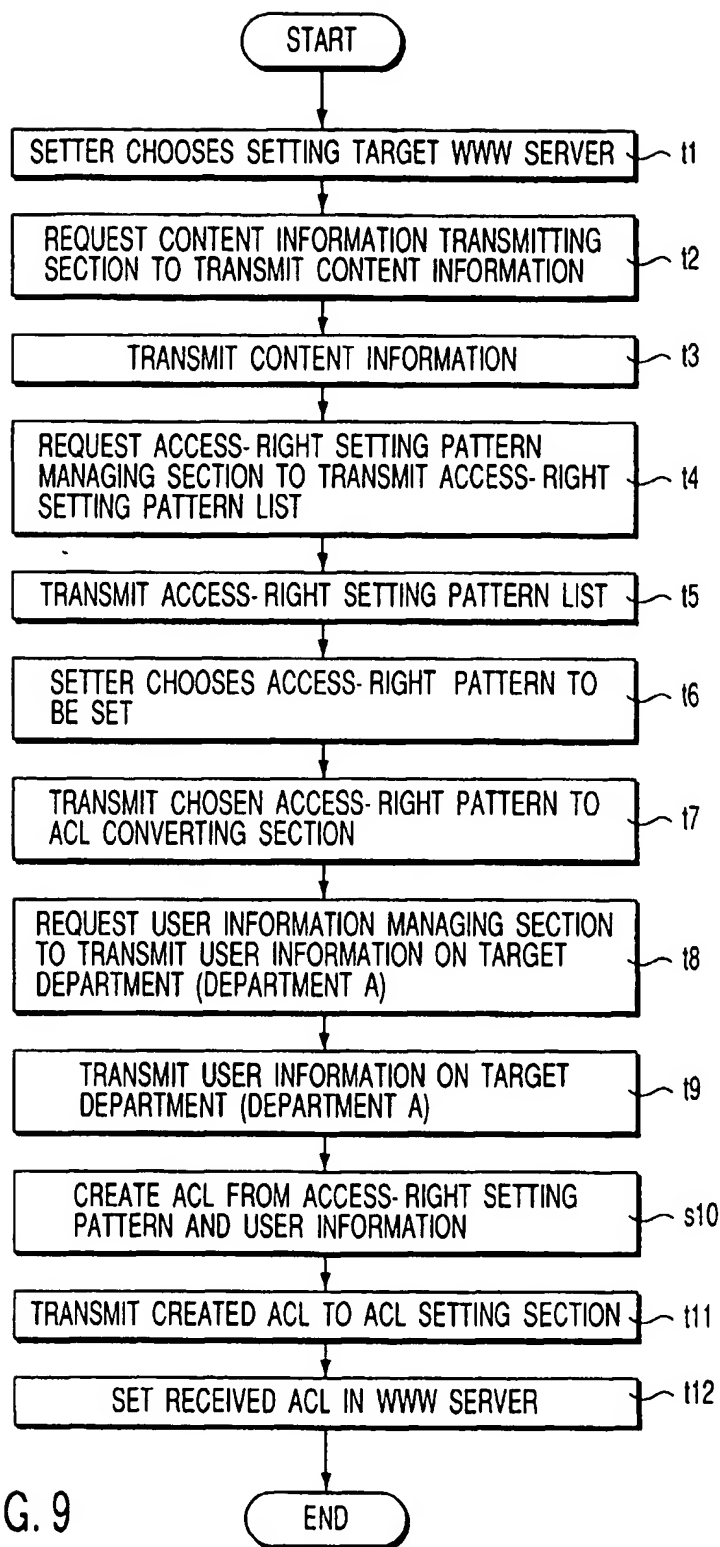 START
SETTER CHOOSES SETTING TARGET WWW SERVER t1
REQUEST CONTENT INFORMATION TRANSMITTING
SECTION TO TRANSMIT CONTENT INFORMATION t2
TRANSMIT CONTENT INFORMATION t3
REQUEST ACCESS-RIGHT SETTING PATTERN
MANAGING SECTION TO TRANSMIT ACCESS-RIGHT
SETTING PATTERN LIST t4
TRANSMIT ACCESS-RIGHT SETTING PATTERN LIST t5
SETTER CHOOSES ACCESS-RIGHT PATTERN TO
BE SET t6
TRANSMIT CHOSEN ACCESS-RIGHT PATTERN TO
ACL CONVERTING SECTION t7
REQUEST USER INFORMATION MANAGING SECTION
TO TRANSMIT USER INFORMATION ON TARGET
DEPARTMENT (DEPARTMENT A) t8
TRANSMIT USER INFORMATION ON TARGET
DEPARTMENT (DEPARTMENT A) t9
CREATE ACL FROM ACCESS-RIGHT SETTING
PATTERN AND USER INFORMATION s10
TRANSMIT CREATED ACL TO ACL SETTING SECTION t11
SET RECEIVED ACL IN WWW SERVER t12
END
G. 9